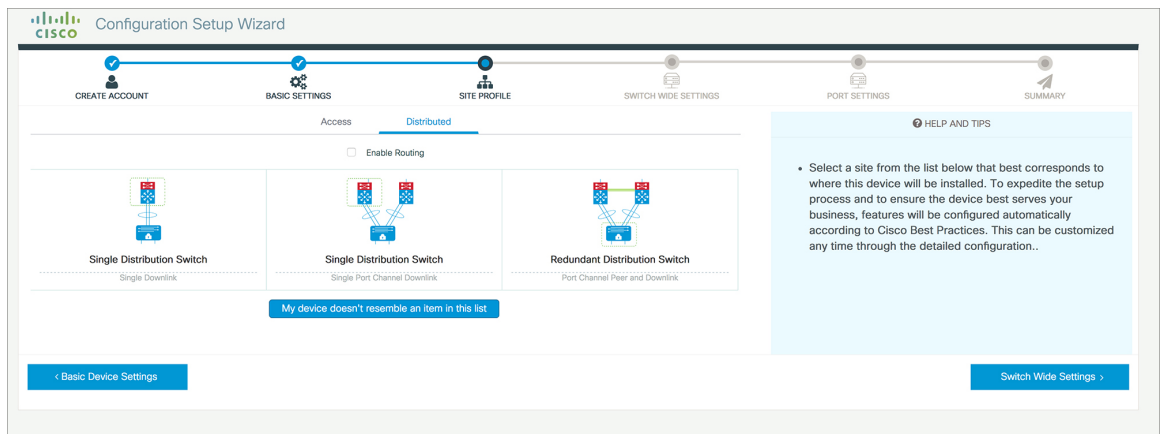 CISCO
Configuration Setup Wizard
CREATE ACCOUNT
BASIC SETTINGS
SITE PROFILE
SWITCH WIDE SETTINGS
PORT SETTINGS
SUMMARY
Access
Distributed
Enable Routing
Single Distribution Switch
Single Downlink
Single Distribution Switch
Single Port Channel Downlink
Redundant Distribution Switch
Port Channel Peer and Downlink
My device doesn't resemble an item in this list
HELP AND TIPS
• Select a site from the list below that best corresponds to
where this device will be installed. To expedite the setup
process and to ensure the device best serves your
business, features will be configured automatically
according to Cisco Best Practices. This can be customized
any time through the detailed configuration..
< Basic Device Settings
Switch Wide Settings >